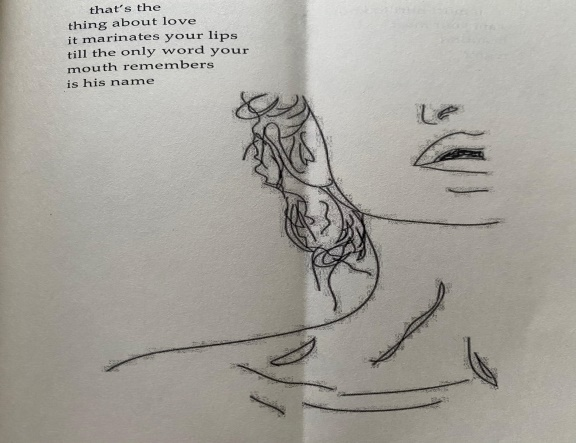 that's the
thing about love
it marinates your lips
till the only word your
mouth remembers
is his name